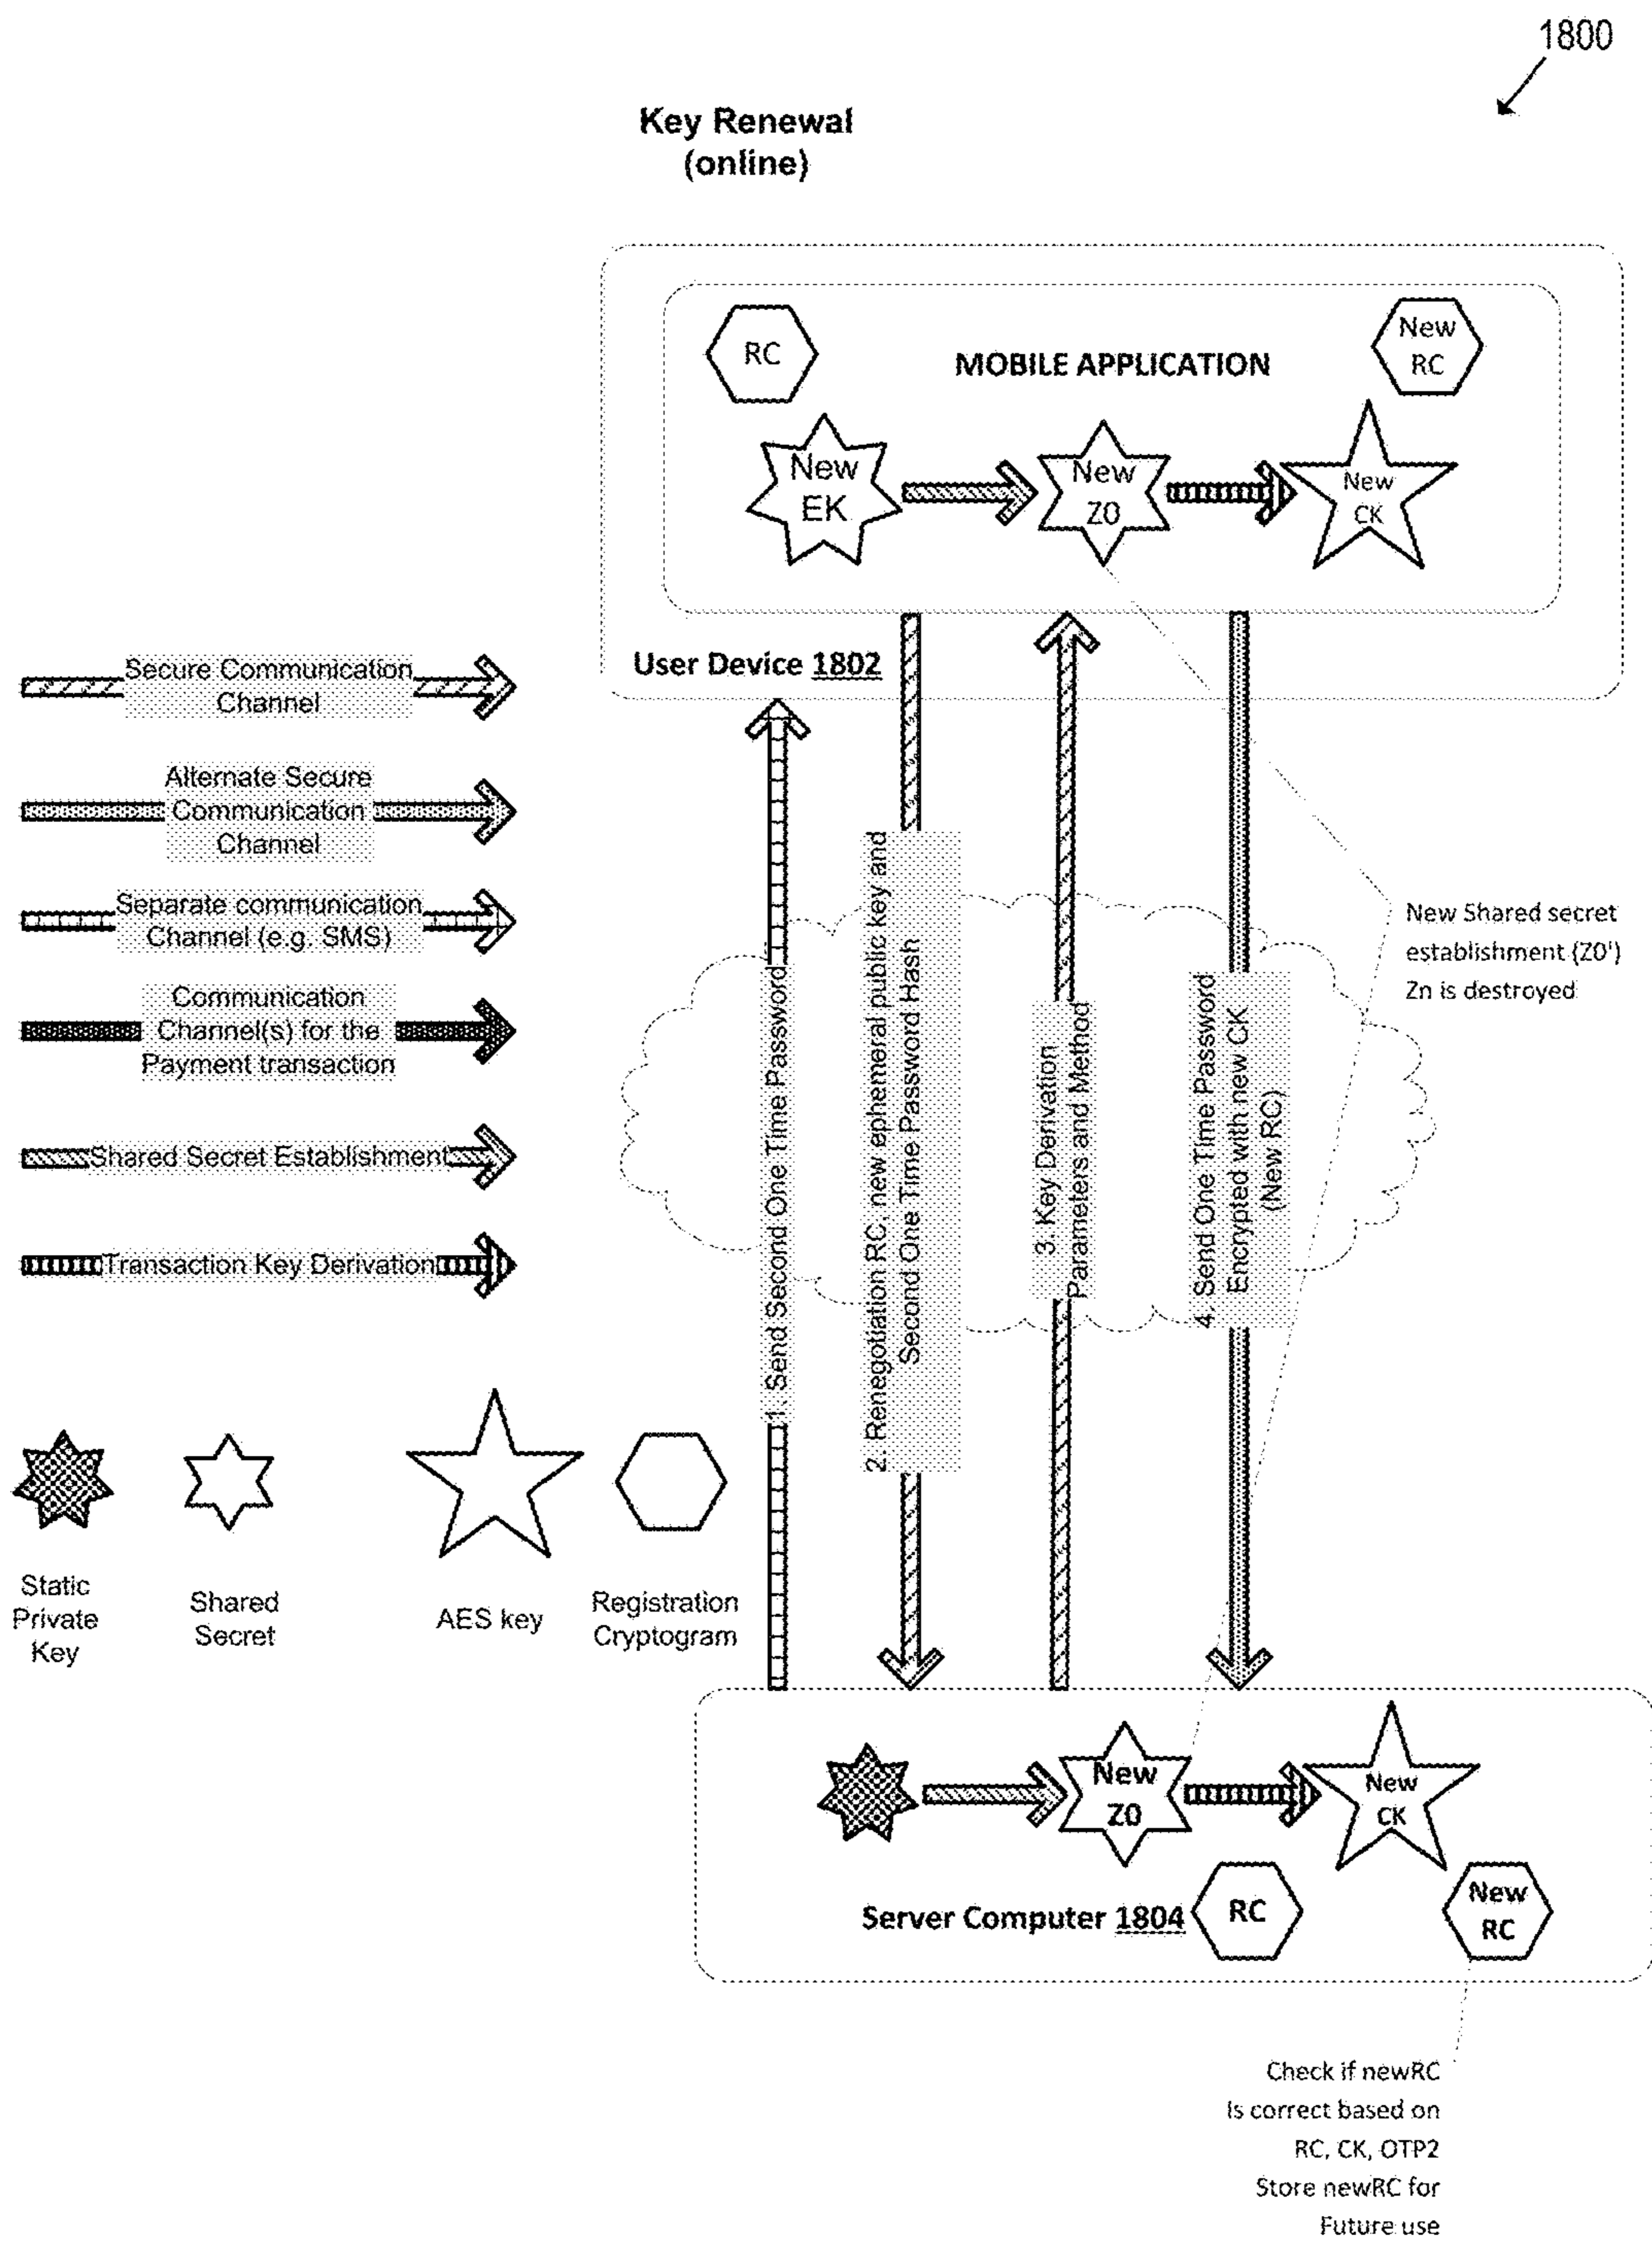 1800
Key Renewal
(online)
RC
MOBILE APPLICATION
New
RC
New
EK
New
Z0
New
CK
User Device 1802
Secure Communication
Channel
Alternate Secure
Communication
Channel
Separate communication
Channel (e.g. SMS)
Communication
Channel(s) for the
Payment transaction
Shared Secret Establishment
Transaction Key Derivation
1. Send Second One Time Password
2. Renegotiation RC, new ephemeral public key and
Second One Time Password Hash
3. Key Derivation
Parameters and Method
4. Send One Time Password
Encrypted with new CK
(New RC)
New Shared secret
establishment (Z0')
Zn is destroyed
Static
Private
Key
Shared
Secret
AES key
Registration
Cryptogram
New
Z0
New
CK
Server Computer 1804
RC
New
RC
Check if newRC
Is correct based on
RC, CK, OTP2
Store newRC for
Future use